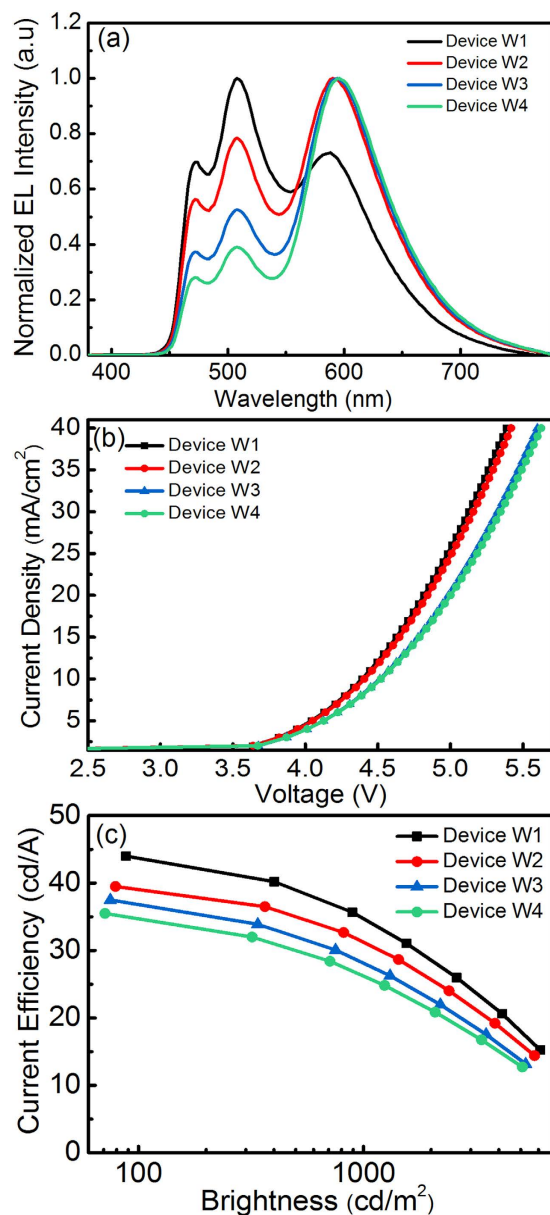 (a)
Device W1
Device W2
Device W3
Device W4
Normalized EL Intensity (a.u)
1.2
1.0
0.8
0.6
0.4
0.2
0.0
400 500 600 700
Wavelength (nm)
(b)
Device W1
Device W2
Device W3
Device W4
Current Density (mA/cm²)
40
35
30
25
20
15
10
5
2.5 3.0 3.5 4.0 4.5 5.0 5.5
Voltage (V)
(c)
Device W1
Device W2
Device W3
Device W4
Current Efficiency (cd/A)
50
40
30
20
10
0
100 1000
Brightness (cd/m²)